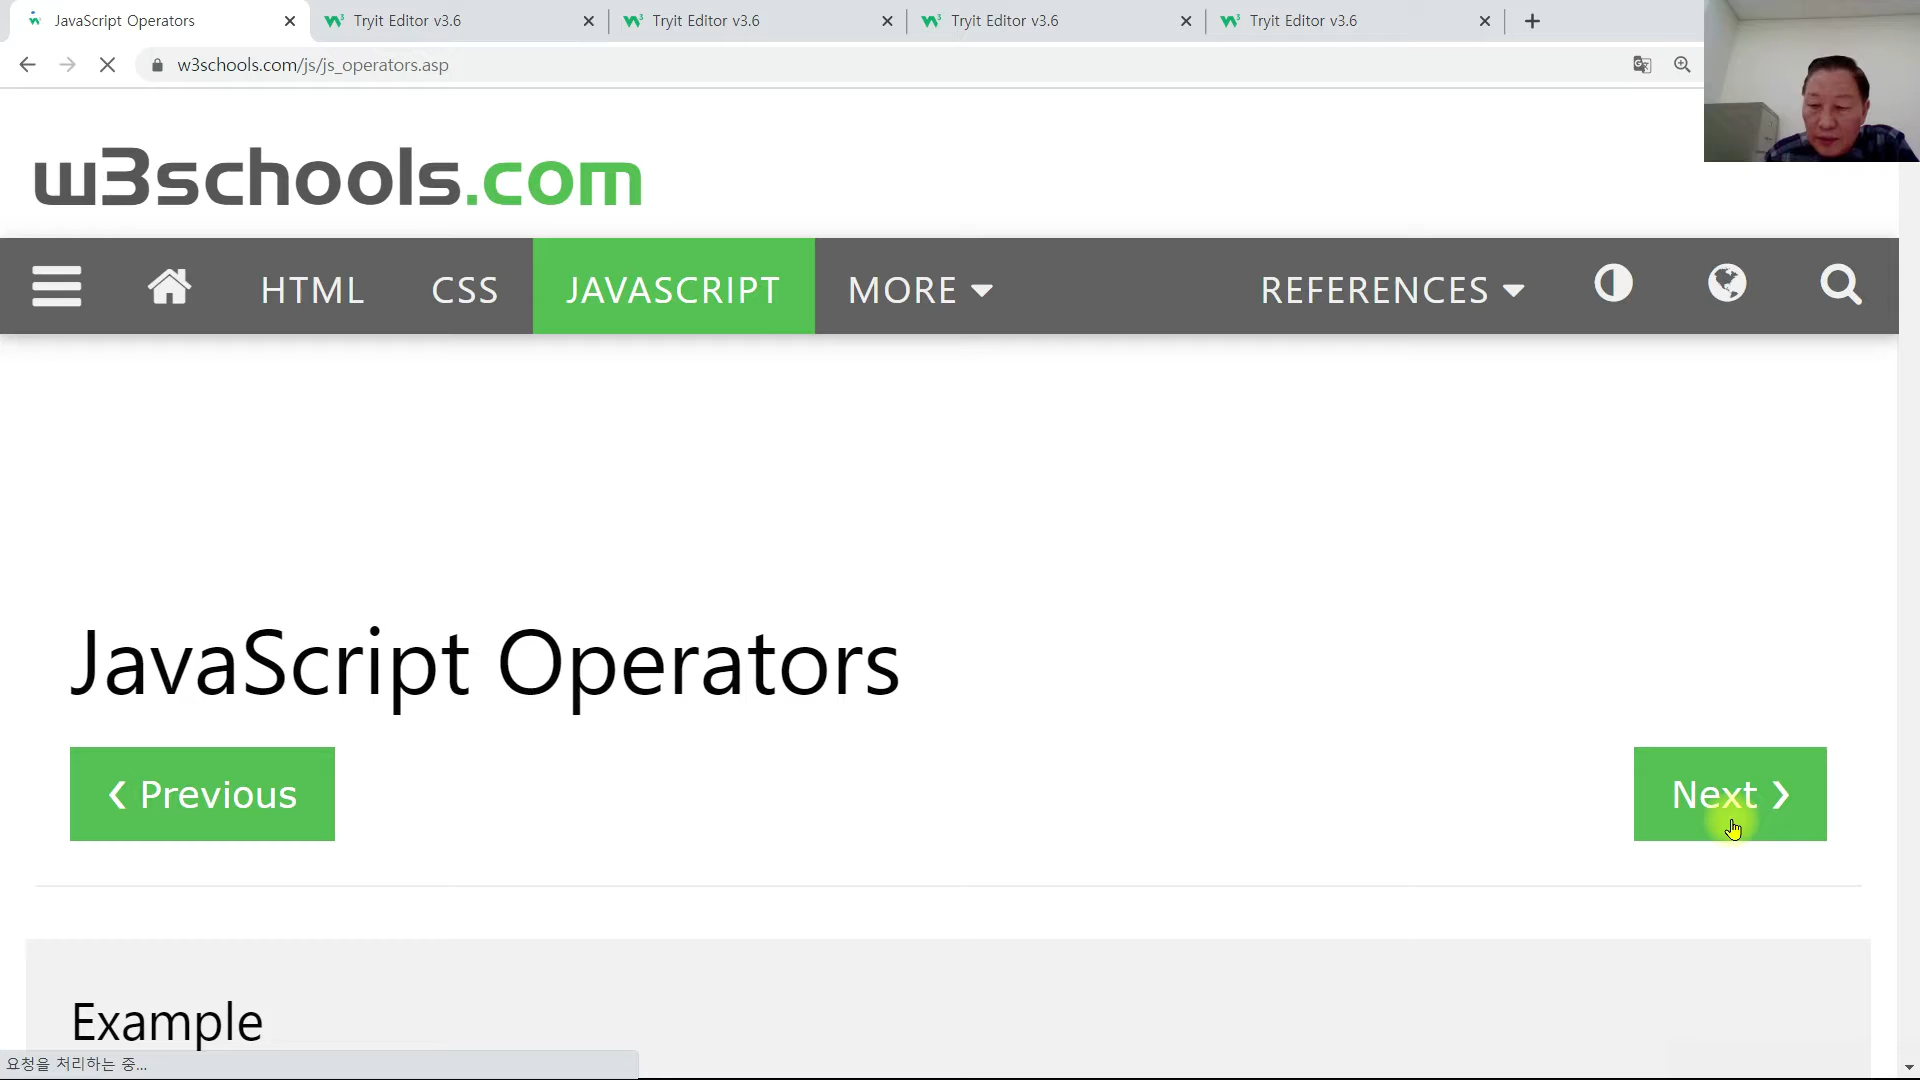 JavaScript Operators
Tryit Editor v3.6
Tryit Editor v3.6
Tryit Editor v3.6
Tryit Editor v3.6
w3schools.com/js/js_operators.asp
w3schools.com
HTML
CSS
JAVASCRIPT
MORE
REFERENCES
JavaScript Operators
❮ Previous
Next ❯
Example
요청을 처리하는 중...